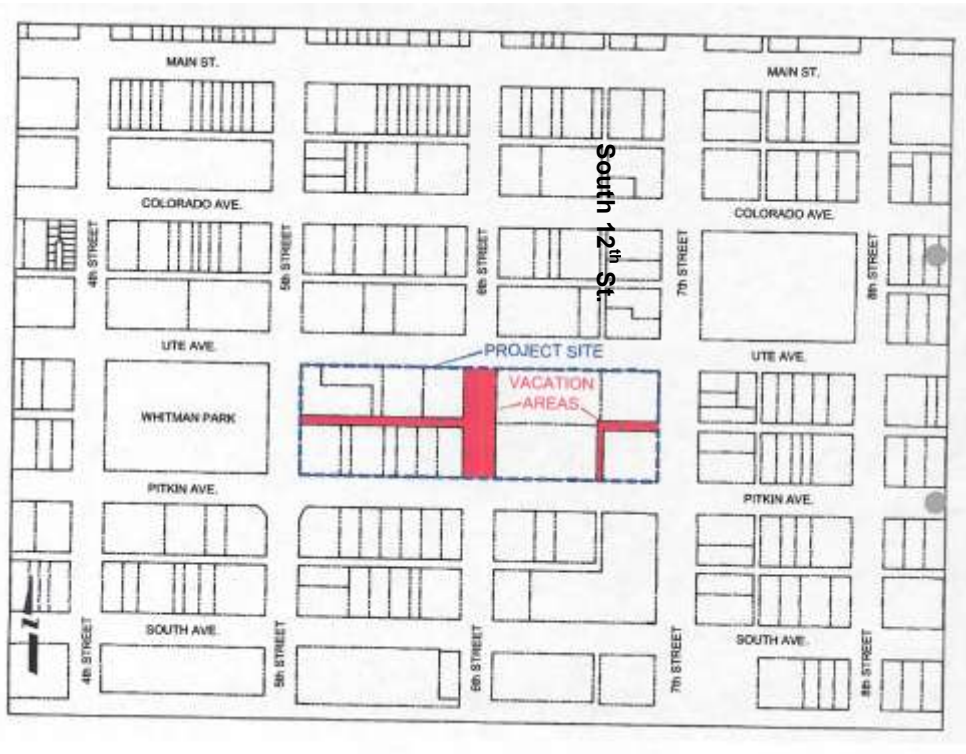 MAIN ST.
MAIN ST.
South 12th St.
COLORADO AVE.
COLORADO AVE.
4th STREET
5th STREET
6th STREET
7th STREET
8th STREET
UTE AVE.
PROJECT SITE
UTE AVE.
VACATION
AREAS
WHITMAN PARK
PITKIN AVE.
PITKIN AVE.
SOUTH AVE.
SOUTH AVE.
4th STREET
5th STREET
6th STREET
7th STREET
8th STREET